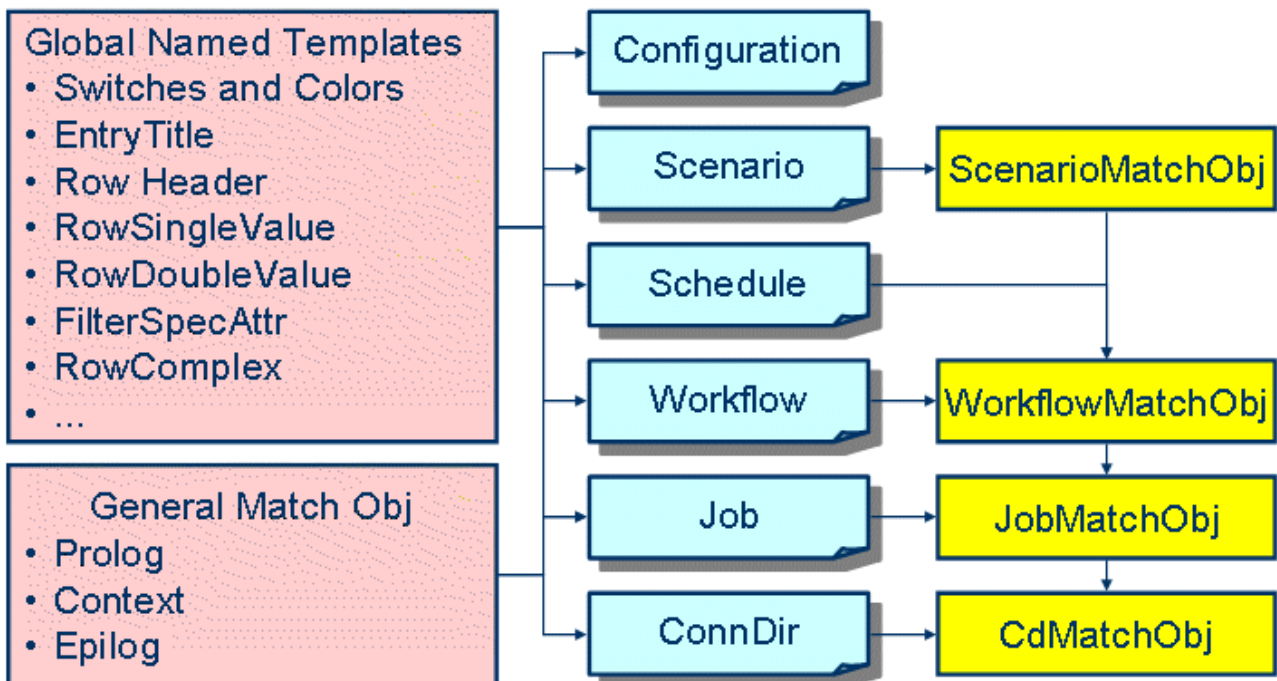 Global Named Templates
• Switches and Colors
• EntryTitle
• Row Header
• RowSingleValue
• RowDoubleValue
• FilterSpecAttr
• RowComplex
• ...
General Match Obj
• Prolog
• Context
• Epilog
Configuration
Scenario
Schedule
Workflow
Job
ConnDir
ScenarioMatchObj
WorkflowMatchObj
JobMatchObj
CdMatchObj